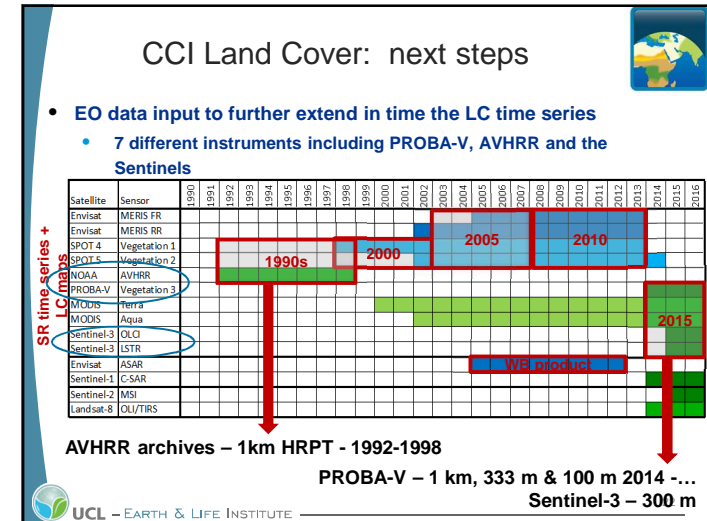 CCI Land Cover: next steps
• EO data input to further extend in time the LC time series
• 7 different instruments including PROBA-V, AVHRR and the
Sentinels
Satellite Sensor 1990 1991 1992 1993 1994 1995 1996 1997 1998 1999 2000 2001 2002 2003 2004 2005 2006 2007 2008 2009 2010 2011 2012 2013 2014 2015 2016
Envisat MERIS FR
Envisat MERIS RR
SPOT 4 Vegetation 1
SPOT 5 Vegetation 2
NOAA AVHRR
PROBA-V Vegetation 3
MODIS Terra
MODIS Aqua
Sentinel-3 OLCI
Sentinel-3 LSTR
Envisat ASAR
Sentinel-1 C-SAR
Sentinel-2 MSI
Landsat-8 OLI/TIRS
1990s
2000
2005
2010
2015
WB product
SR time series +
LC maps
AVHRR archives – 1km HRPT - 1992-1998
PROBA-V – 1 km, 333 m & 100 m 2014 -…
Sentinel-3 – 300 m
UCL – EARTH & LIFE INSTITUTE